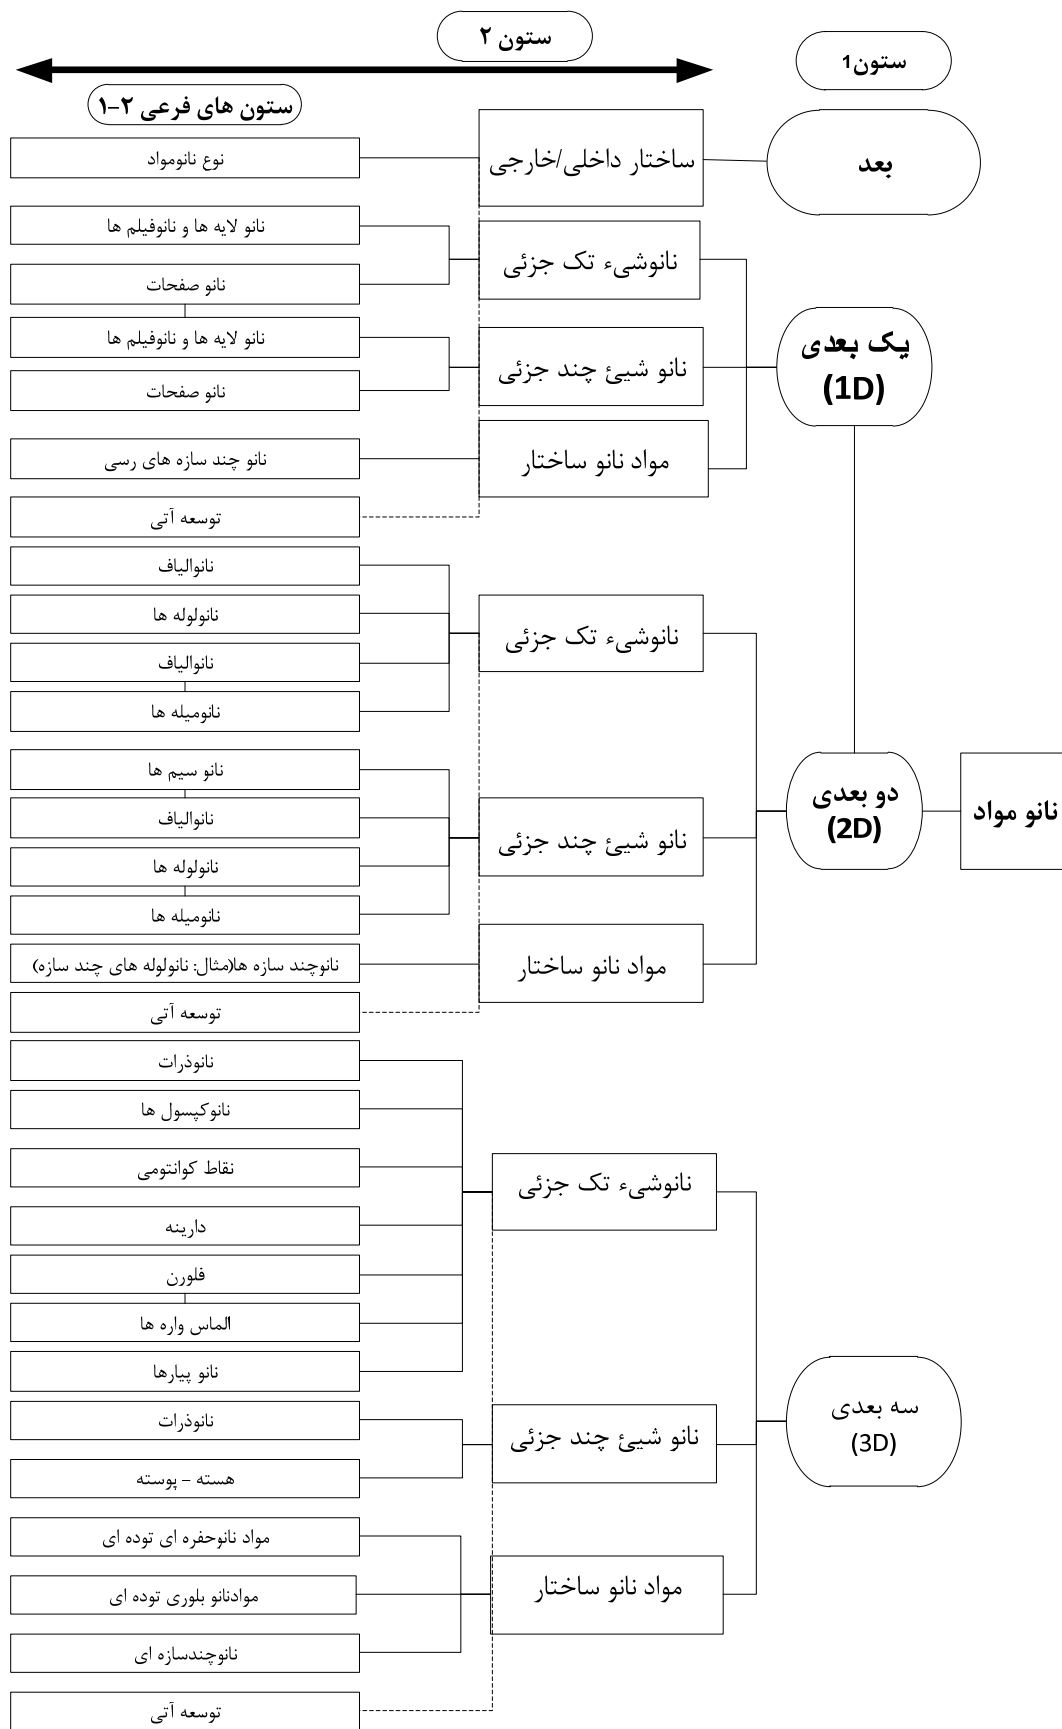 ستون ۲
ستون1
ستون های فرعی ۲-۱
بعد
ساختار داخلی/خارجی
نوع نانومواد
نانو مواد
یک بعدی
(1D)
نانوشیء تک جزئی
نانو لایه ها و نانوفیلم ها
نانو صفحات
نانو شیئ چند جزئی
نانو لایه ها و نانوفیلم ها
نانو صفحات
مواد نانو ساختار
نانو چند سازه های رسی
توسعه آتی
دو بعدی
(2D)
نانوشیء تک جزئی
نانوالیاف
نانولوله ها
نانوالیاف
نانومیله ها
نانو شیئ چند جزئی
نانو سیم ها
نانوالیاف
نانولوله ها
نانومیله ها
مواد نانو ساختار
نانوچند سازه ها(مثال: نانولوله های چند سازه)
توسعه آتی
سه بعدی
(3D)
نانوشیء تک جزئی
نانوذرات
نانوکپسول ها
نقاط کوانتومی
دارینه
فلورن
الماس واره ها
نانو پیارها
نانو شیئ چند جزئی
نانوذرات
هسته – پوسته
مواد نانو ساختار
مواد نانوحفره ای توده ای
موادنانو بلوری توده ای
نانوچندسازه ای
توسعه آتی